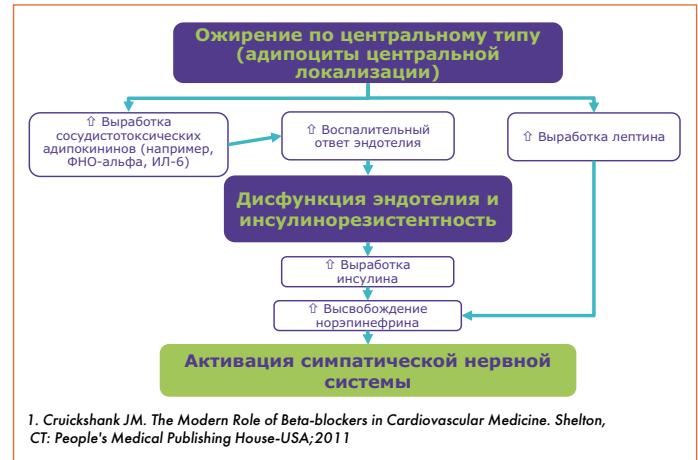 Ожирение по центральному типу
(адипоциты центральной
локализации)
⇧ Выработка
сосудистотоксических
адипокининов (например,
ФНО-альфа, ИЛ-6)
⇧ Воспалительный
ответ эндотелия
⇧ Выработка лептина
Дисфункция эндотелия и
инсулинорезистентность
⇧ Выработка
инсулина
⇧ Высвобождение
норэпинефрина
Активация симпатической нервной
системы
1. Cruickshank JM. The Modern Role of Beta-blockers in Cardiovascular Medicine. Shelton,
CT: People's Medical Publishing House-USA;2011